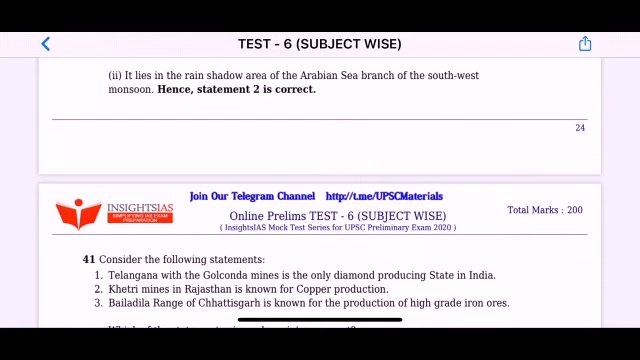 TEST - 6 (SUBJECT WISE)
(ii) It lies in the rain shadow area of the Arabian Sea branch of the south-west
monsoon. Hence, statement 2 is correct.
24
Join Our Telegram Channel http://t.me/UPSCMaterials
INSIGHTSIAS
SIMPLIFYING IAS EXAM
PREPARATION
Online Prelims TEST - 6 (SUBJECT WISE)
( InsightsIAS Mock Test Series for UPSC Preliminary Exam 2020 )
Total Marks : 200
41 Consider the following statements:
1. Telangana with the Golconda mines is the only diamond producing State in India.
2. Khetri mines in Rajasthan is known for Copper production.
3. Bailadila Range of Chhattisgarh is known for the production of high grade iron ores.